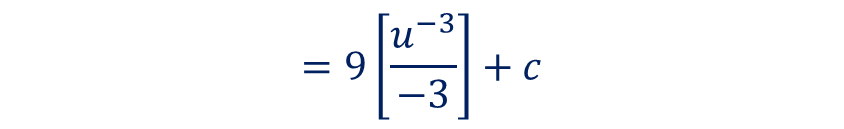 = 9 [u⁻³/−3] + c